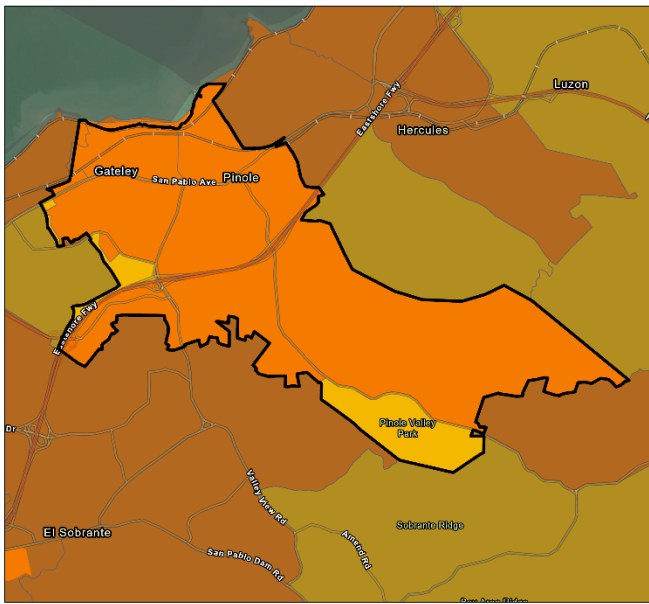 Luzon
Eastshore Fwy
Hercules
Gateley
San Pablo Ave
Pinole
Eastshore Fwy
Pinole Valley
Park
Dr
Valley View Rd
El Sobrante
Sobrante Ridge
Amend Rd
San Pablo Dam Rd